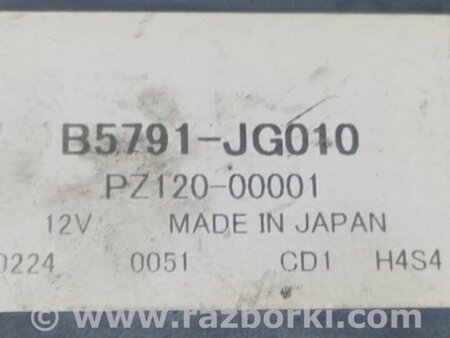 B5791-JG010
PZ120-00001
12V MADE IN JAPAN
0224 0051 CD1 H4S4
© www.razborki.com